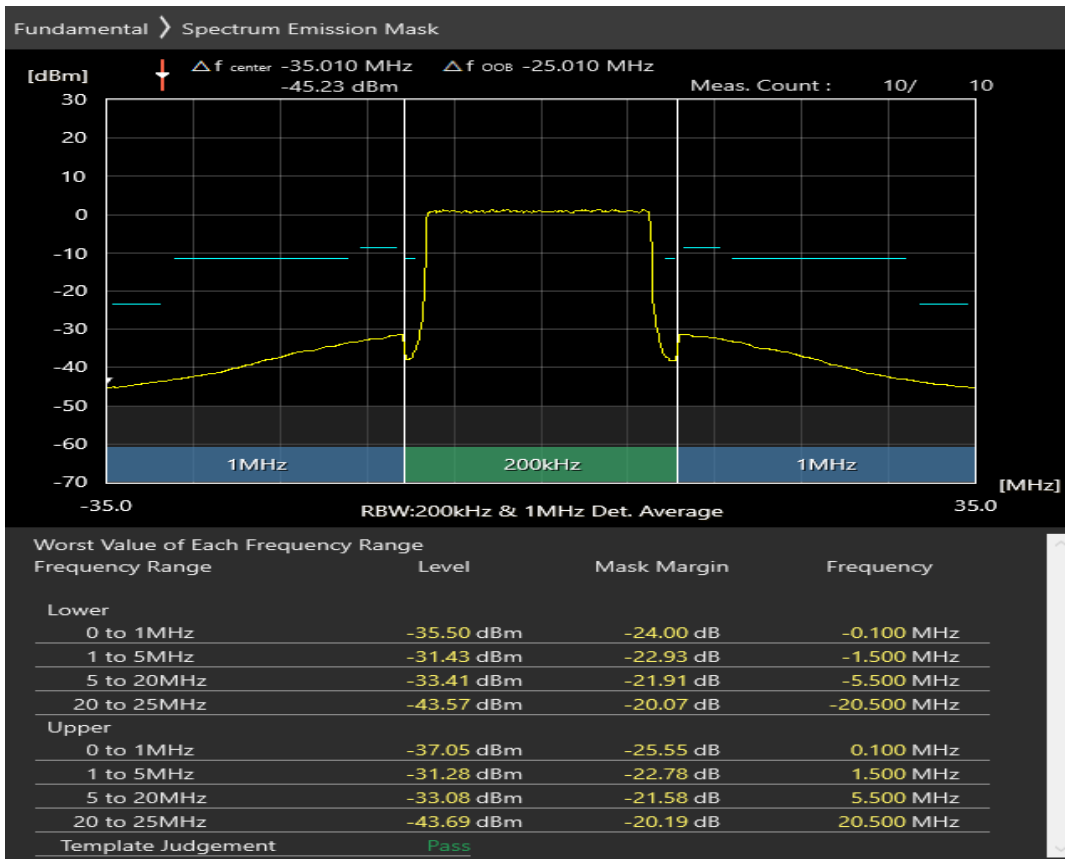 Fundamental 》 Spectrum Emission Mask
[dBm] △f center -35.010 MHz △f OOB -25.010 MHz
-45.23 dBm Meas. Count : 10/ 10
30
20
10
0
-10
-20
-30
-40
-50
-60
1MHz 200kHz 1MHz
-70 [MHz]
-35.0 RBW:200kHz & 1MHz Det. Average 35.0
Worst Value of Each Frequency Range
Frequency Range Level Mask Margin Frequency
Lower
0 to 1MHz -35.50 dBm -24.00 dB -0.100 MHz
1 to 5MHz -31.43 dBm -22.93 dB -1.500 MHz
5 to 20MHz -33.41 dBm -21.91 dB -5.500 MHz
20 to 25MHz -43.57 dBm -20.07 dB -20.500 MHz
Upper
0 to 1MHz -37.05 dBm -25.55 dB 0.100 MHz
1 to 5MHz -31.28 dBm -22.78 dB 1.500 MHz
5 to 20MHz -33.08 dBm -21.58 dB 5.500 MHz
20 to 25MHz -43.69 dBm -20.19 dB 20.500 MHz
Template Judgement Pass